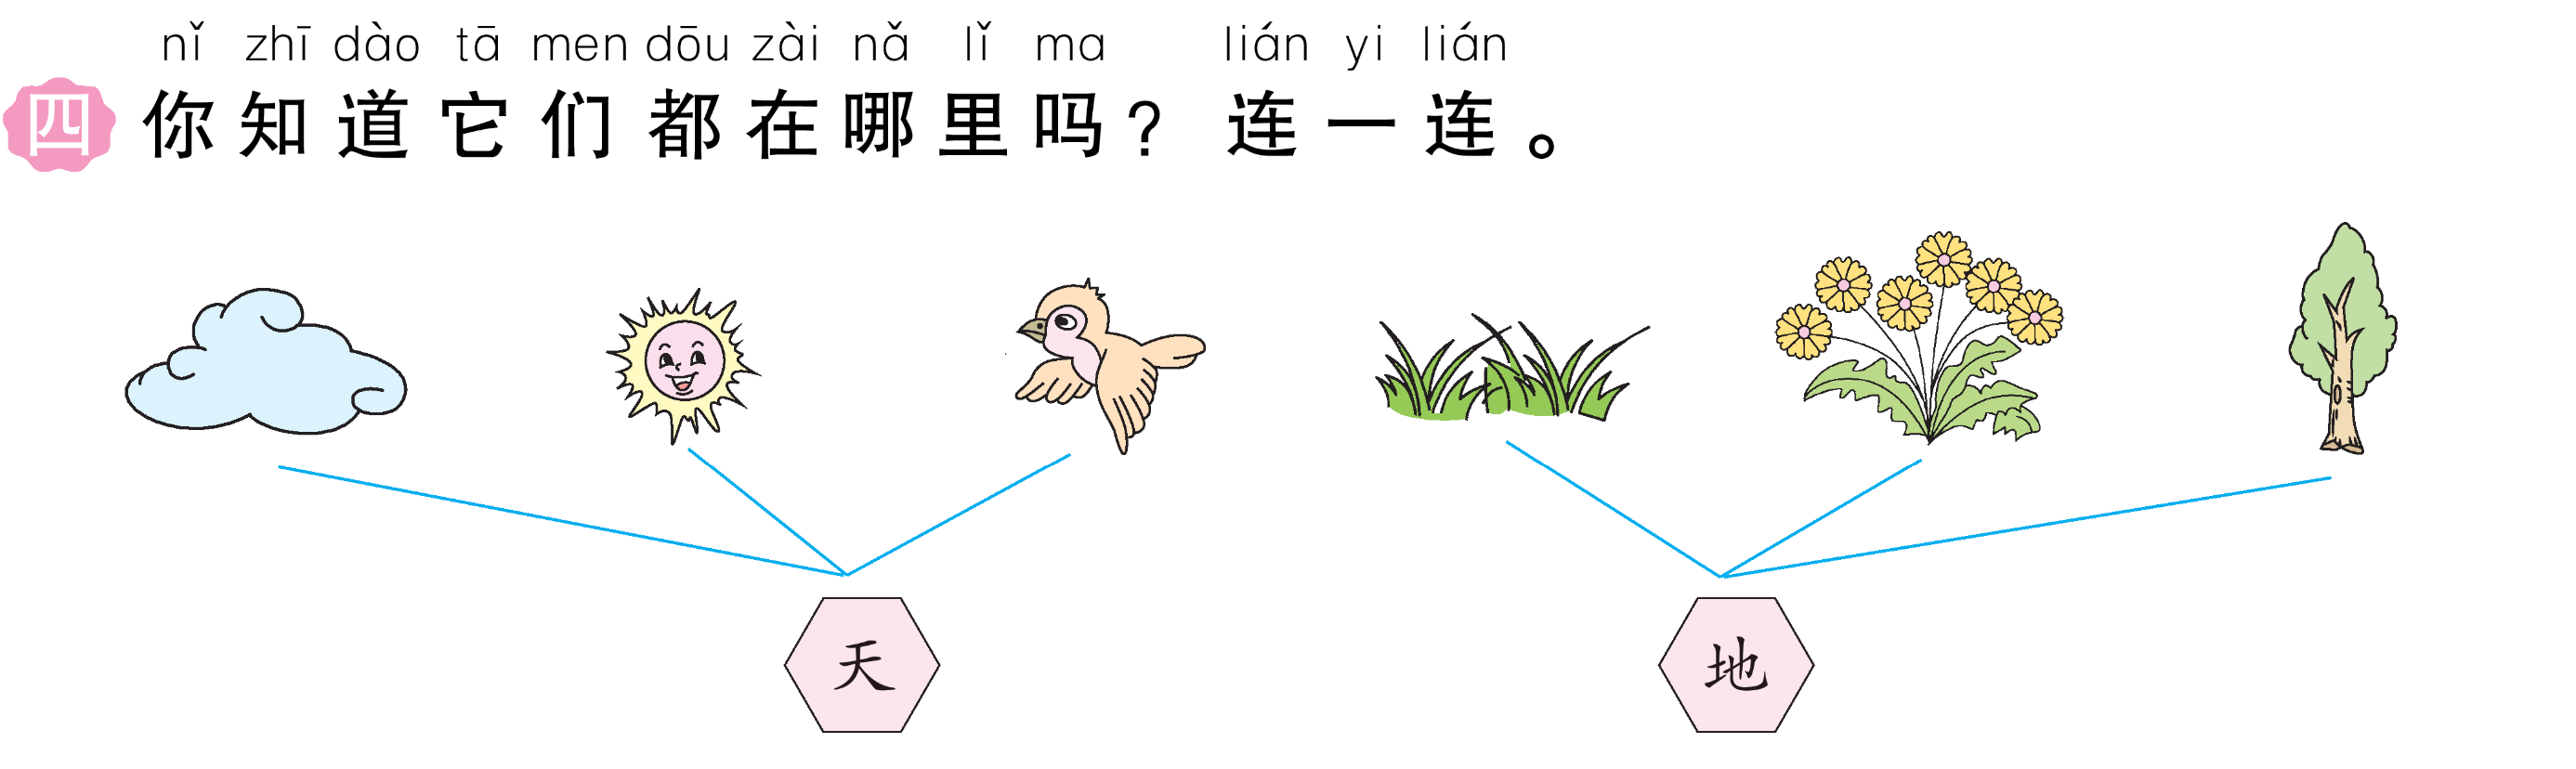 nǐ zhī dào tā men dōu zài nǎ lǐ ma lián yi lián
四 你知道它们都在哪里吗？连一连。
天 地